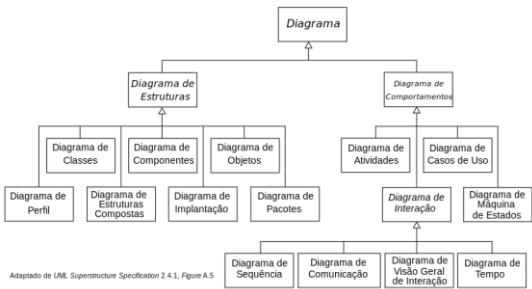 Diagrama
Diagrama de
Estruturas
Diagrama de
Comportamentos
Diagrama de
Classes
Diagrama de
Componentes
Diagrama de
Objetos
Diagrama de
Atividades
Diagrama de
Casos de Uso
Diagrama de
Perfil
Diagrama de
Estruturas
Compostas
Diagrama de
Implantação
Diagrama de
Pacotes
Diagrama de
Interação
Diagrama de
Máquina
de Estados
Diagrama de
Sequência
Diagrama de
Comunicação
Diagrama de
Visão Geral
de Interação
Diagrama de
Tempo
Adaptado de UML Superstructure Specification 2.4.1, Figure A.5